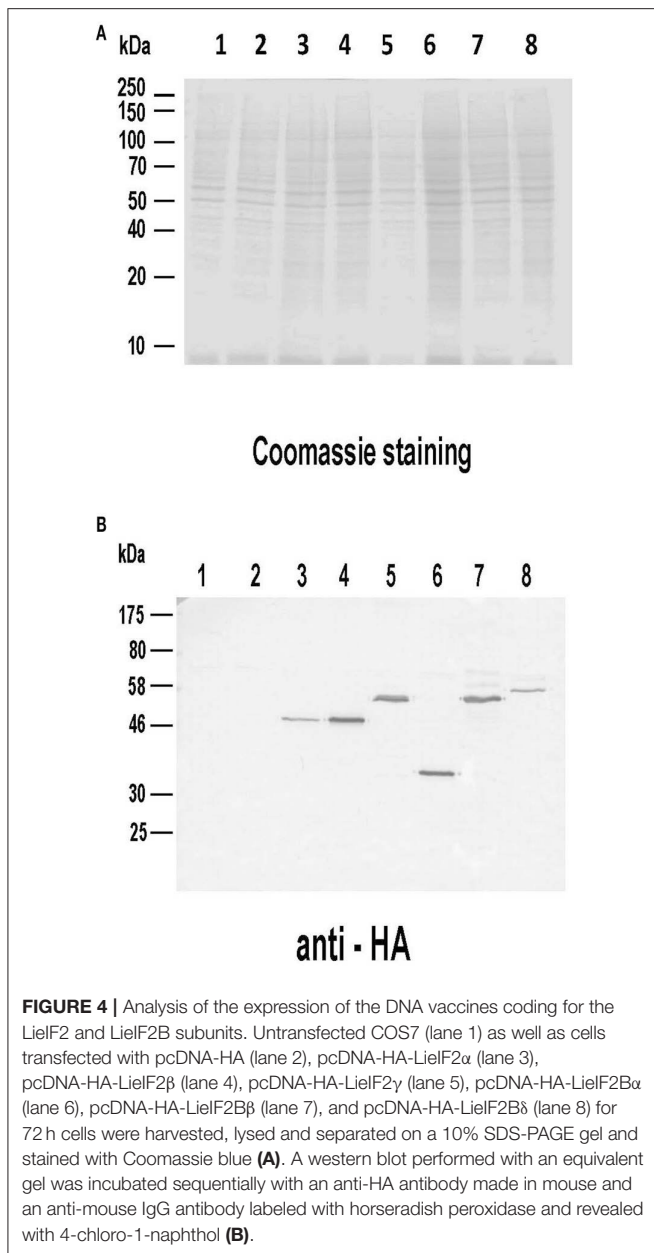 A
kDa 1 2 3 4 5 6 7 8
250
150
100
70
50
40
20
10
Coomassie staining
B
kDa 1 2 3 4 5 6 7 8
175
80
58
46
30
25
anti - HA
FIGURE 4 | Analysis of the expression of the DNA vaccines coding for the
LieIF2 and LieIF2B subunits. Untransfected COS7 (lane 1) as well as cells
transfected with pcDNA-HA (lane 2), pcDNA-HA-LieIF2α (lane 3),
pcDNA-HA-LieIF2β (lane 4), pcDNA-HA-LieIF2γ (lane 5), pcDNA-HA-LieIF2Bα
(lane 6), pcDNA-HA-LieIF2Bβ (lane 7), and pcDNA-HA-LieIF2Bδ (lane 8) for
72 h cells were harvested, lysed and separated on a 10% SDS-PAGE gel and
stained with Coomassie blue (A). A western blot performed with an equivalent
gel was incubated sequentially with an anti-HA antibody made in mouse and
an anti-mouse IgG antibody labeled with horseradish peroxidase and revealed
with 4-chloro-1-naphthol (B).